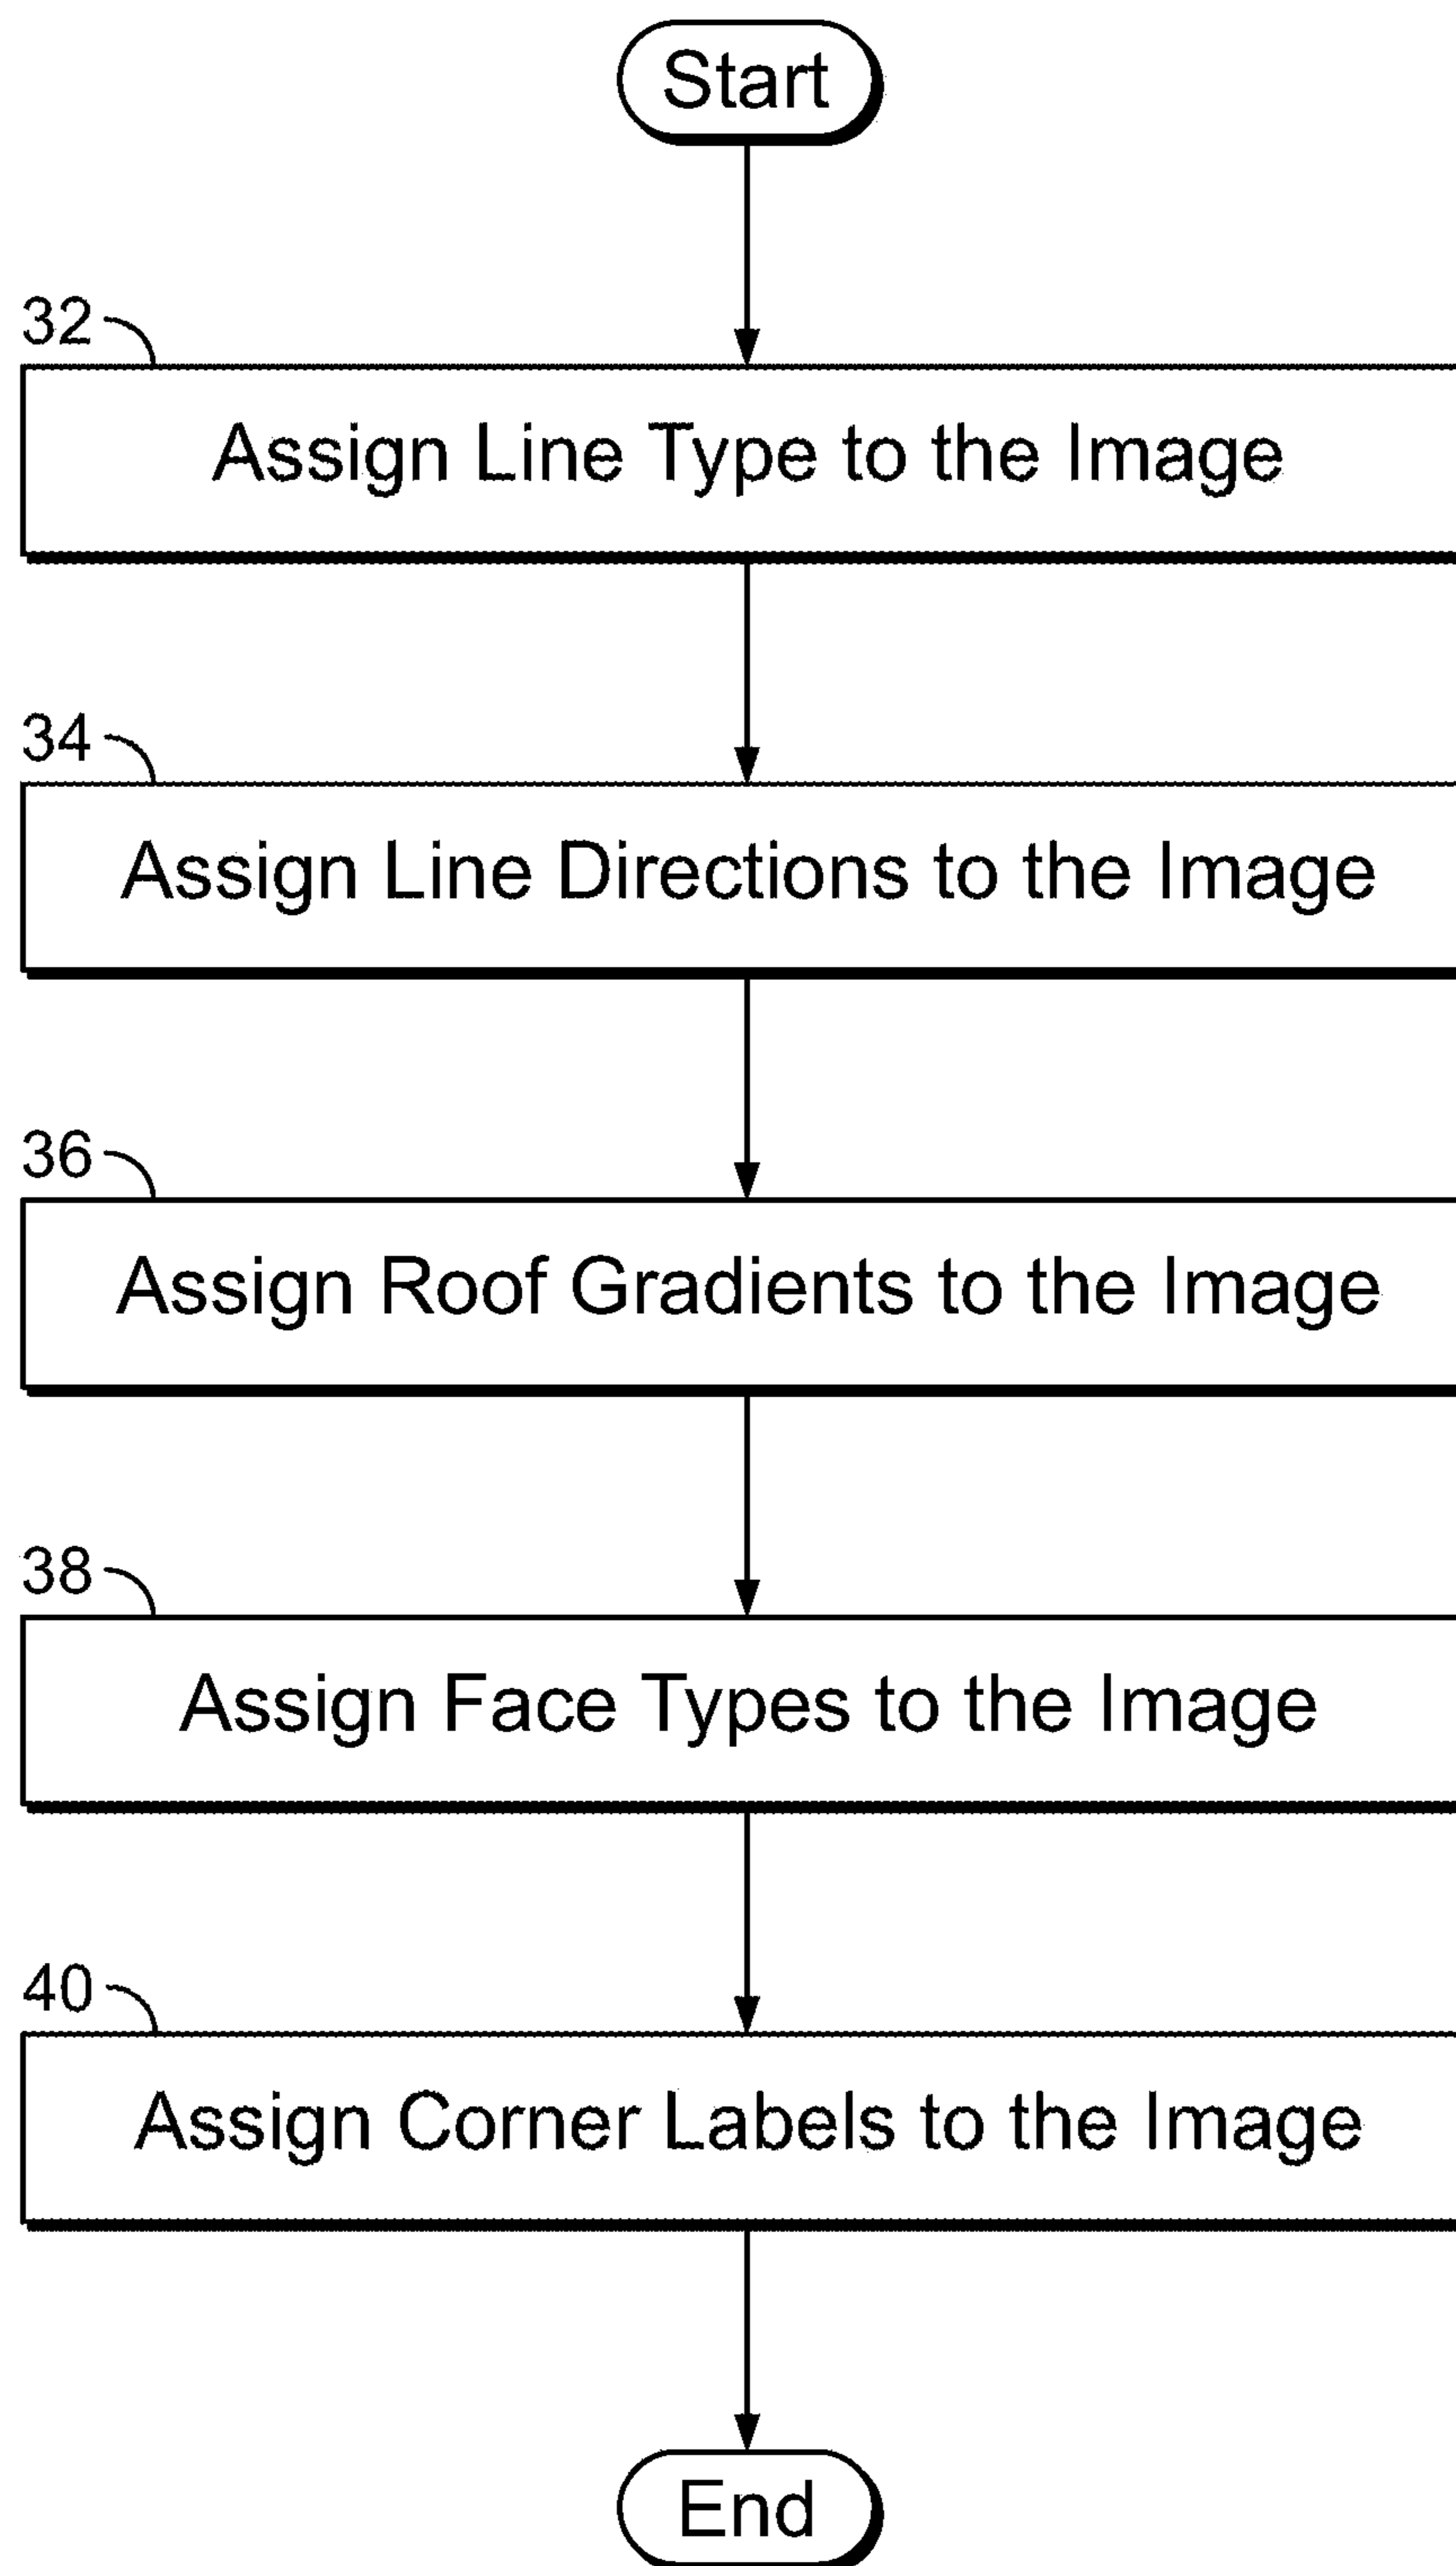 Start
32
Assign Line Type to the Image
34
Assign Line Directions to the Image
36
Assign Roof Gradients to the Image
38
Assign Face Types to the Image
40
Assign Corner Labels to the Image
End